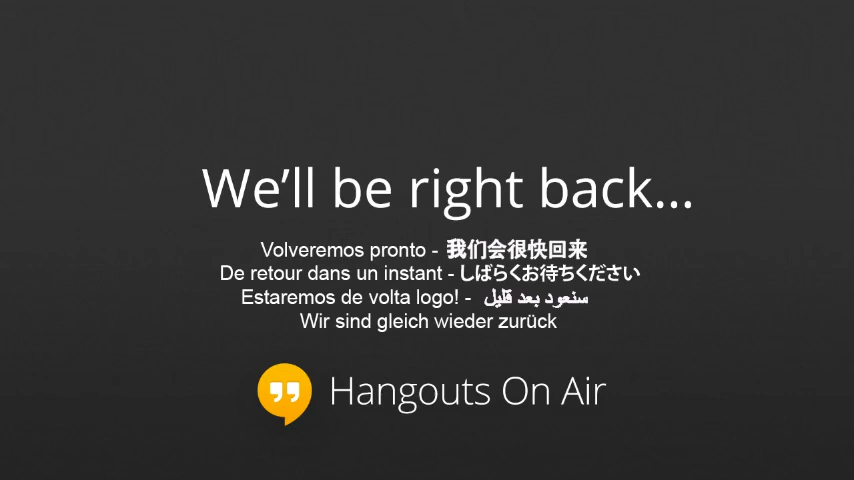 We'll be right back...
Volveremos pronto - 我们会很快回来
De retour dans un instant - しばらくお待ちください
Estaremos de volta logo! - سنعود بعد قليل
Wir sind gleich wieder zurück
Hangouts On Air